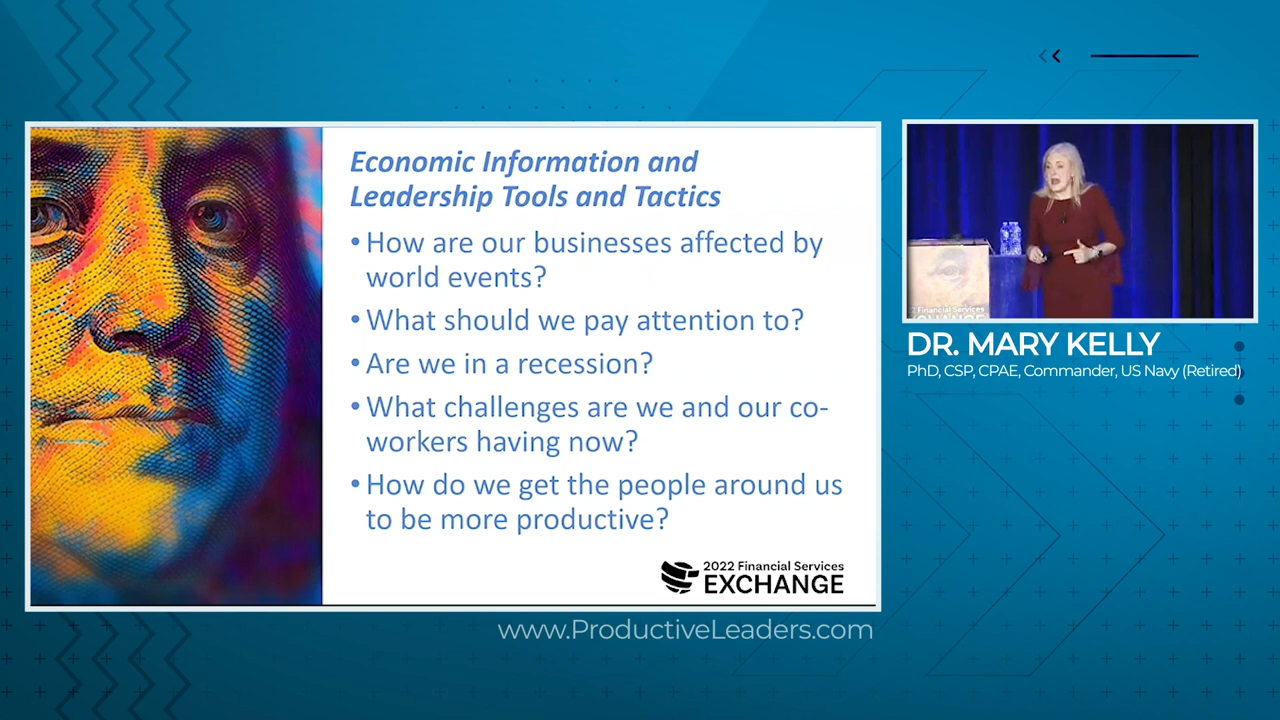 Economic Information and
Leadership Tools and Tactics
• How are our businesses affected by
world events?
• What should we pay attention to?
• Are we in a recession?
• What challenges are we and our co-
workers having now?
• How do we get the people around us
to be more productive?
2022 Financial Services
EXCHANGE
2 Financial Services
DR. MARY KELLY
PhD, CSP, CPAE, Commander, US Navy (Retired)
www.ProductiveLeaders.com